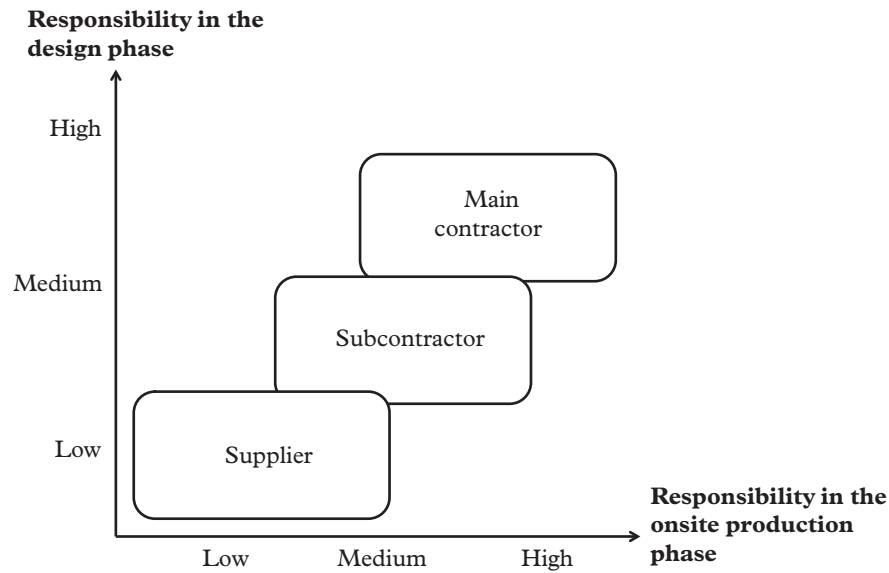 Responsibility in the
design phase
High
Main
contractor
Medium
Subcontractor
Low
Supplier
Responsibility in the
onsite production
phase
Low
Medium
High